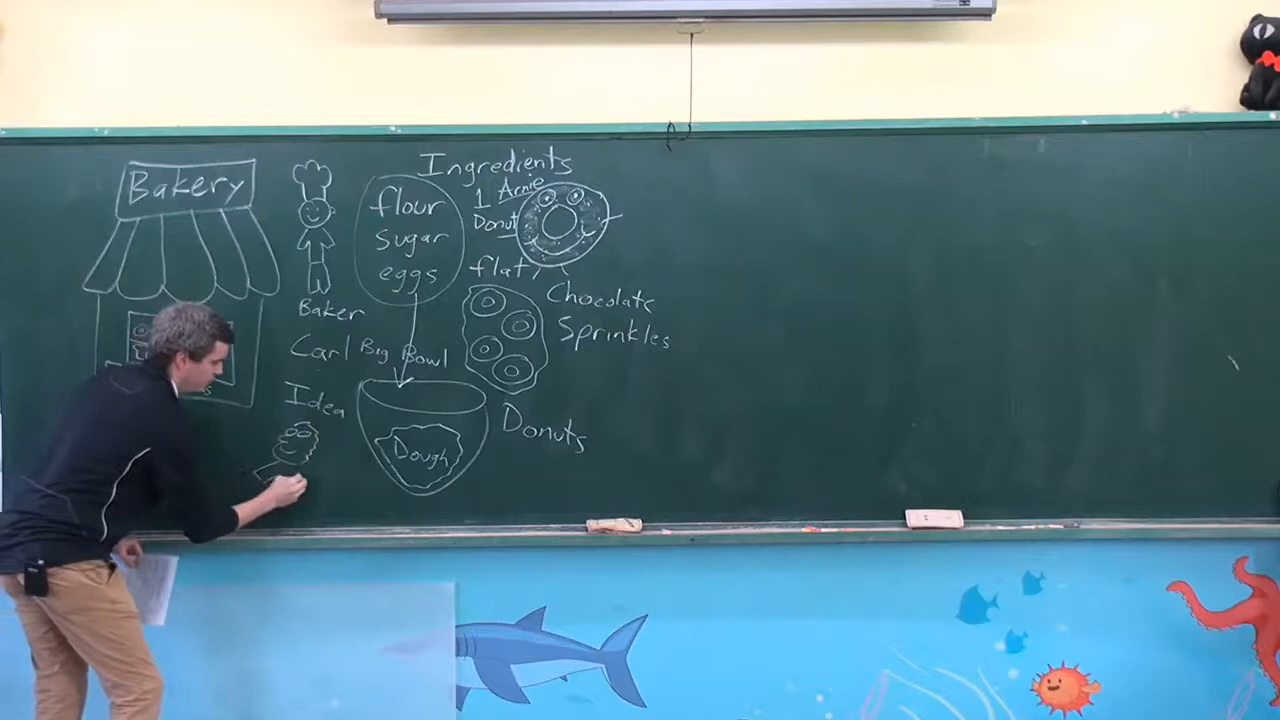 Bakery
Baker
Carl
Idea
Ingredients
flour
sugar
eggs
Big Bowl
Dough
1 Arnie
Donut
flat
Chocolate
Sprinkles
Donuts